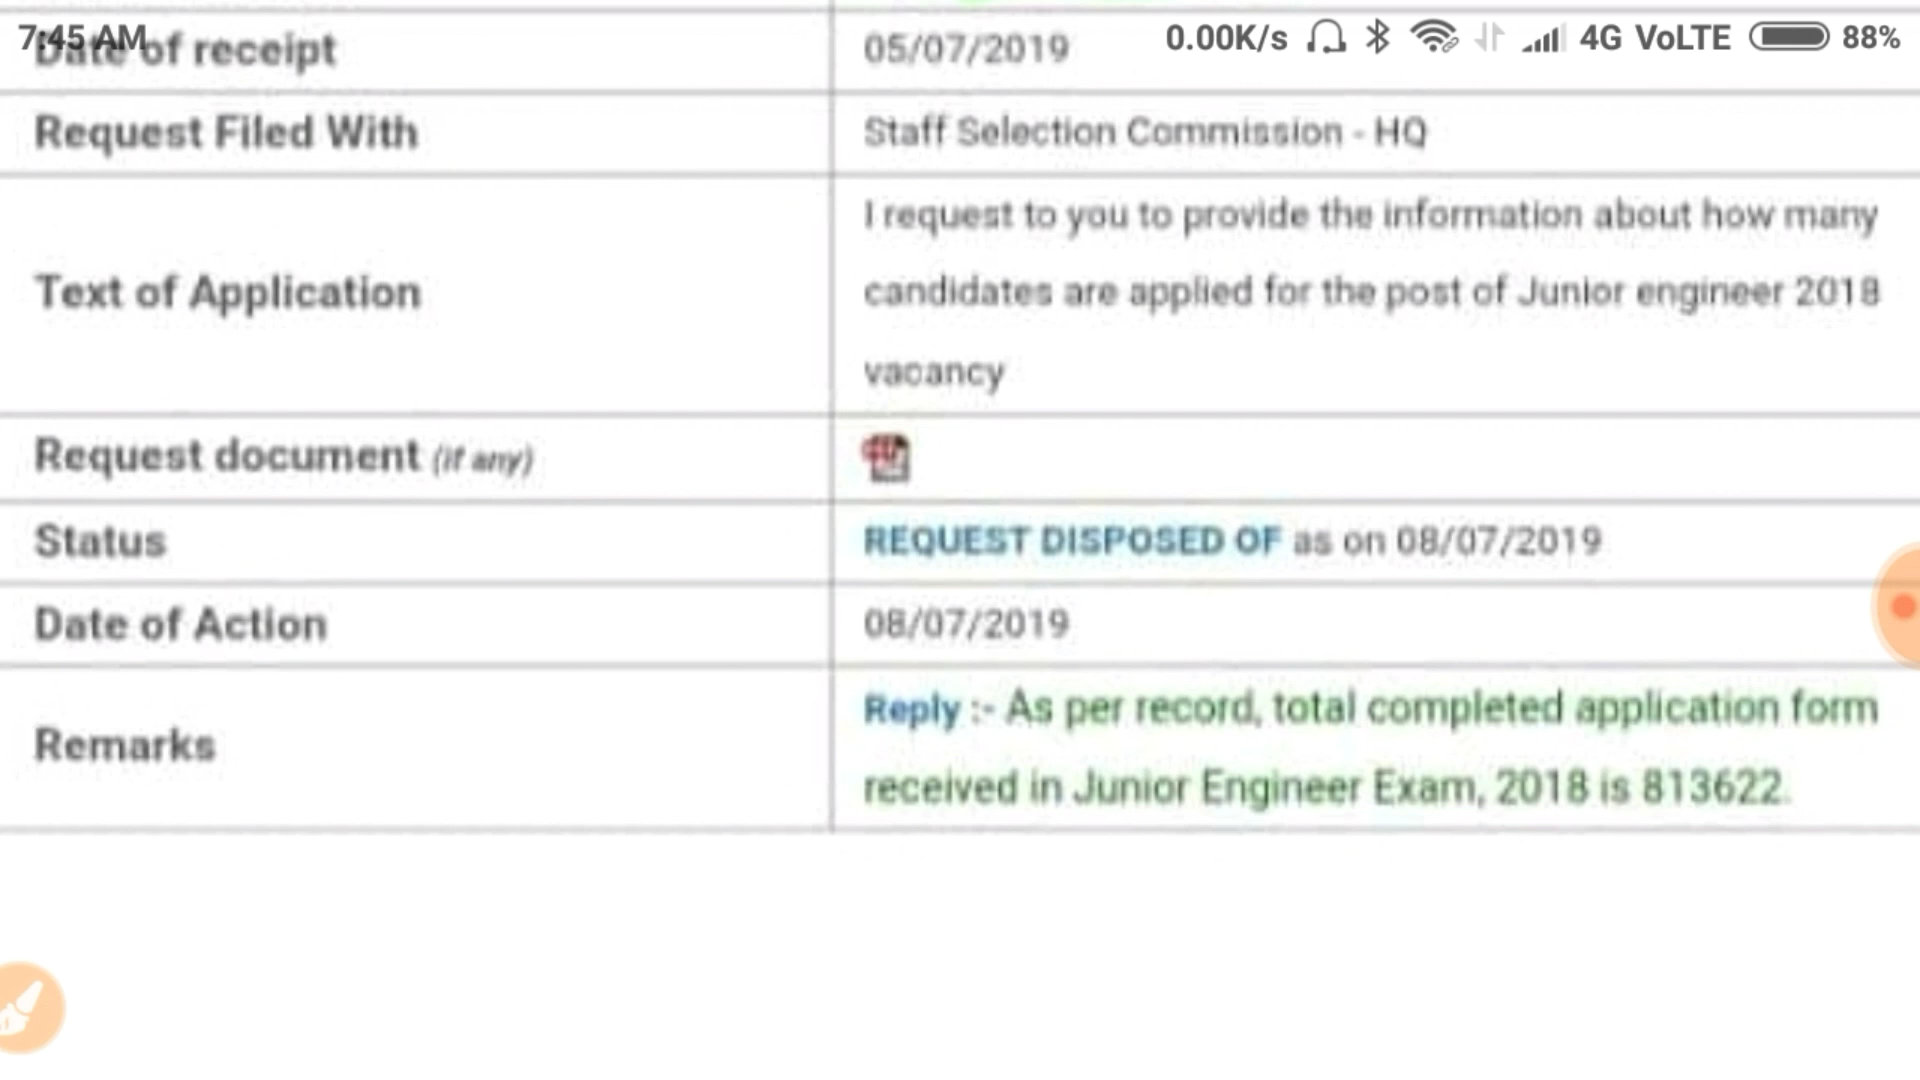 7:45 AM 0.00K/s 4G VoLTE 88%
Date of receipt 05/07/2019
Request Filed With Staff Selection Commission - HQ
Text of Application
I request to you to provide the information about how many
candidates are applied for the post of Junior engineer 2018
vacancy
Request document (if any)
Status REQUEST DISPOSED OF as on 08/07/2019
Date of Action 08/07/2019
Remarks
Reply :- As per record, total completed application form
received in Junior Engineer Exam, 2018 is 813622.